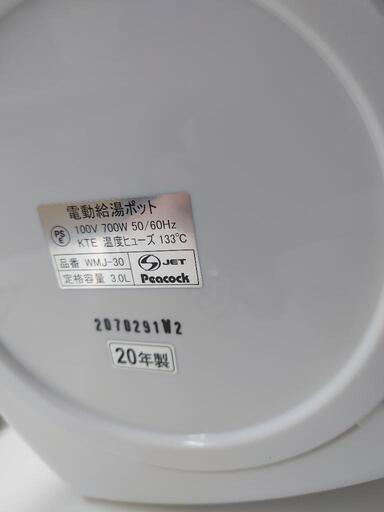 電動給湯ポット
PS E 100V 700W 50/60Hz
KTE 温度ヒューズ 133℃
品番 WMJ-30 S JET
定格容量 3.0L Peacock
2070291W2
20年製